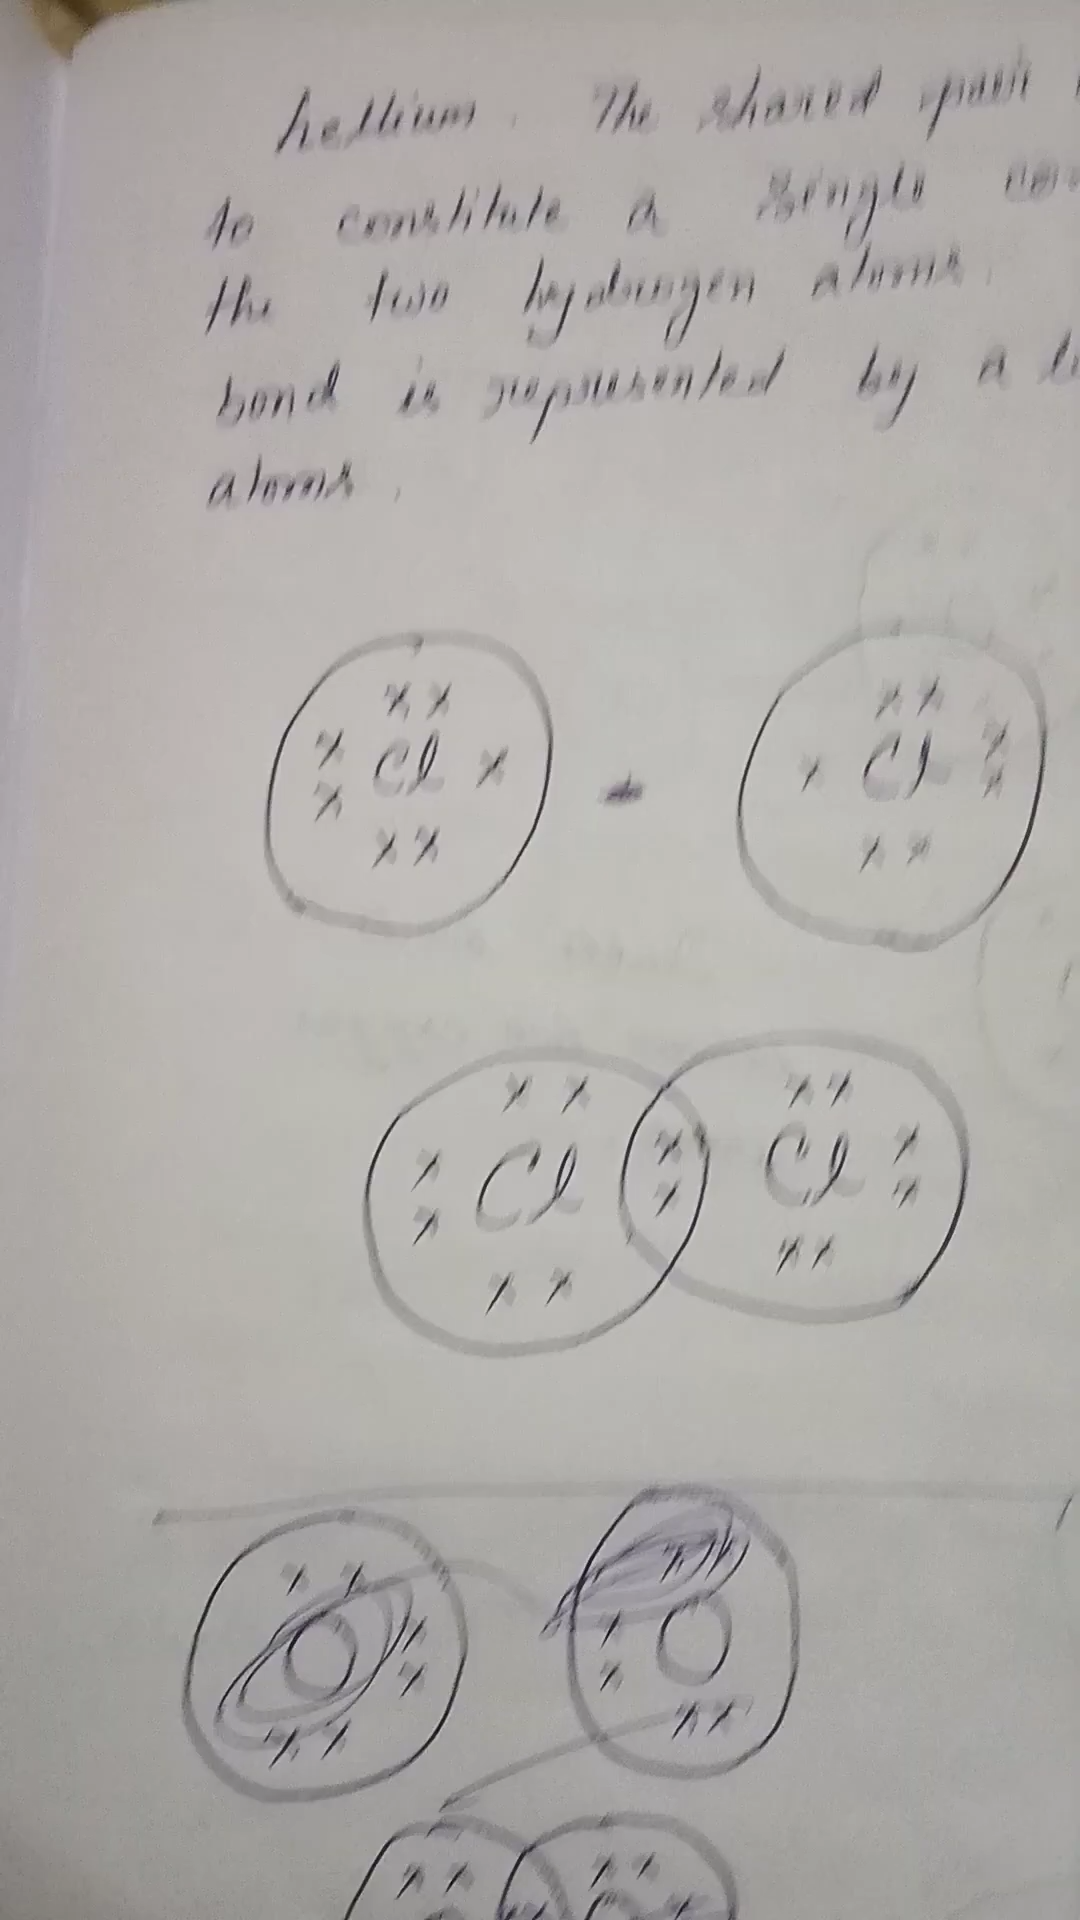 hellium. The shared pair
to constitute a single
the two hydrogen atoms.
bond is represented by a
atoms.
x x
x Cl x
x
x x
x x
x Cl x
x
x x
x x
x Cl x
x
x x
x x
x Cl x
x x
x x
x x
O x
x
x x
x x
x O
x
x x
x x
x x